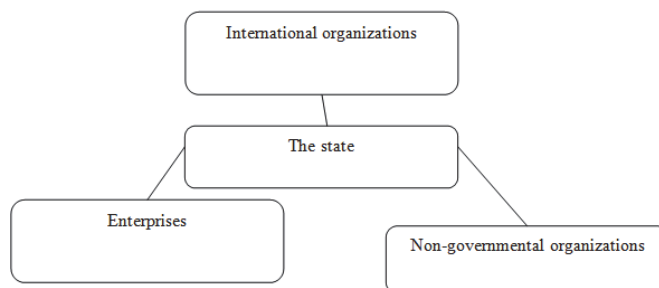 International organizations
The state
Enterprises
Non-governmental organizations